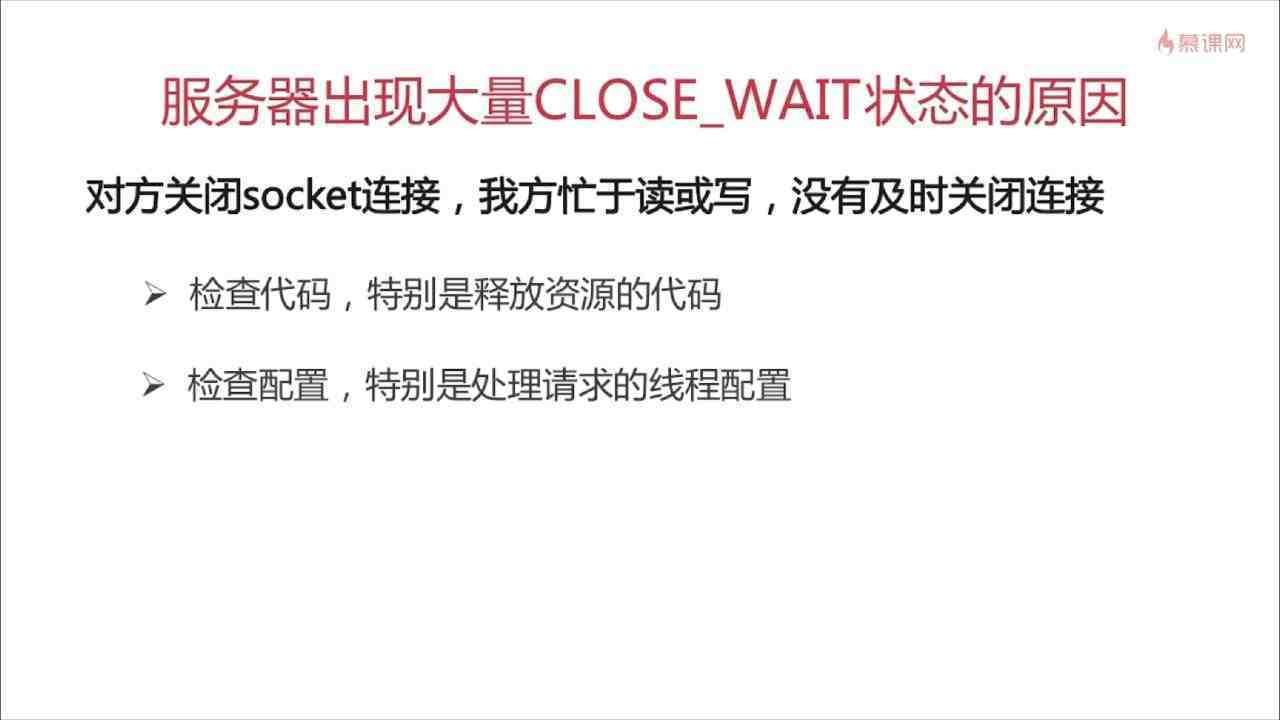 慕课网
服务器出现大量CLOSE_WAIT状态的原因
对方关闭socket连接，我方忙于读或写，没有及时关闭连接
➢ 检查代码，特别是释放资源的代码
➢ 检查配置，特别是处理请求的线程配置